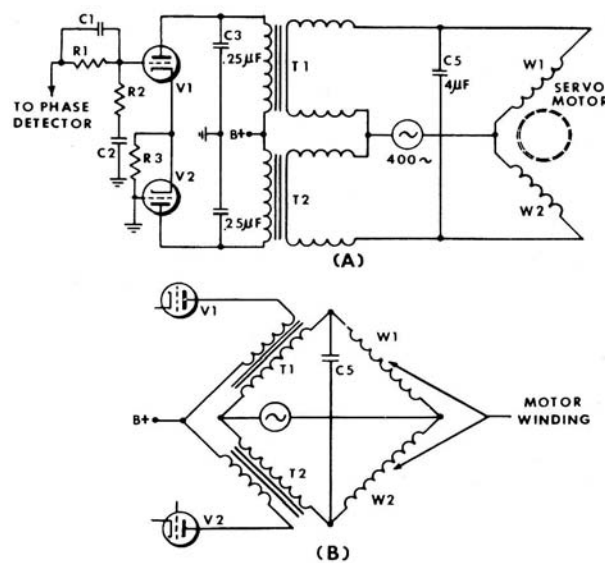 C1
R1
TO PHASE
DETECTOR
R2
C2
R3
V1
V2
C3
.25µF
.25µF
B+
T1
T2
400~
C5
4µF
W1
SERVO
MOTOR
W2
(A)
V1
T1
B+
C5
W1
MOTOR
WINDING
T2
W2
V2
(B)